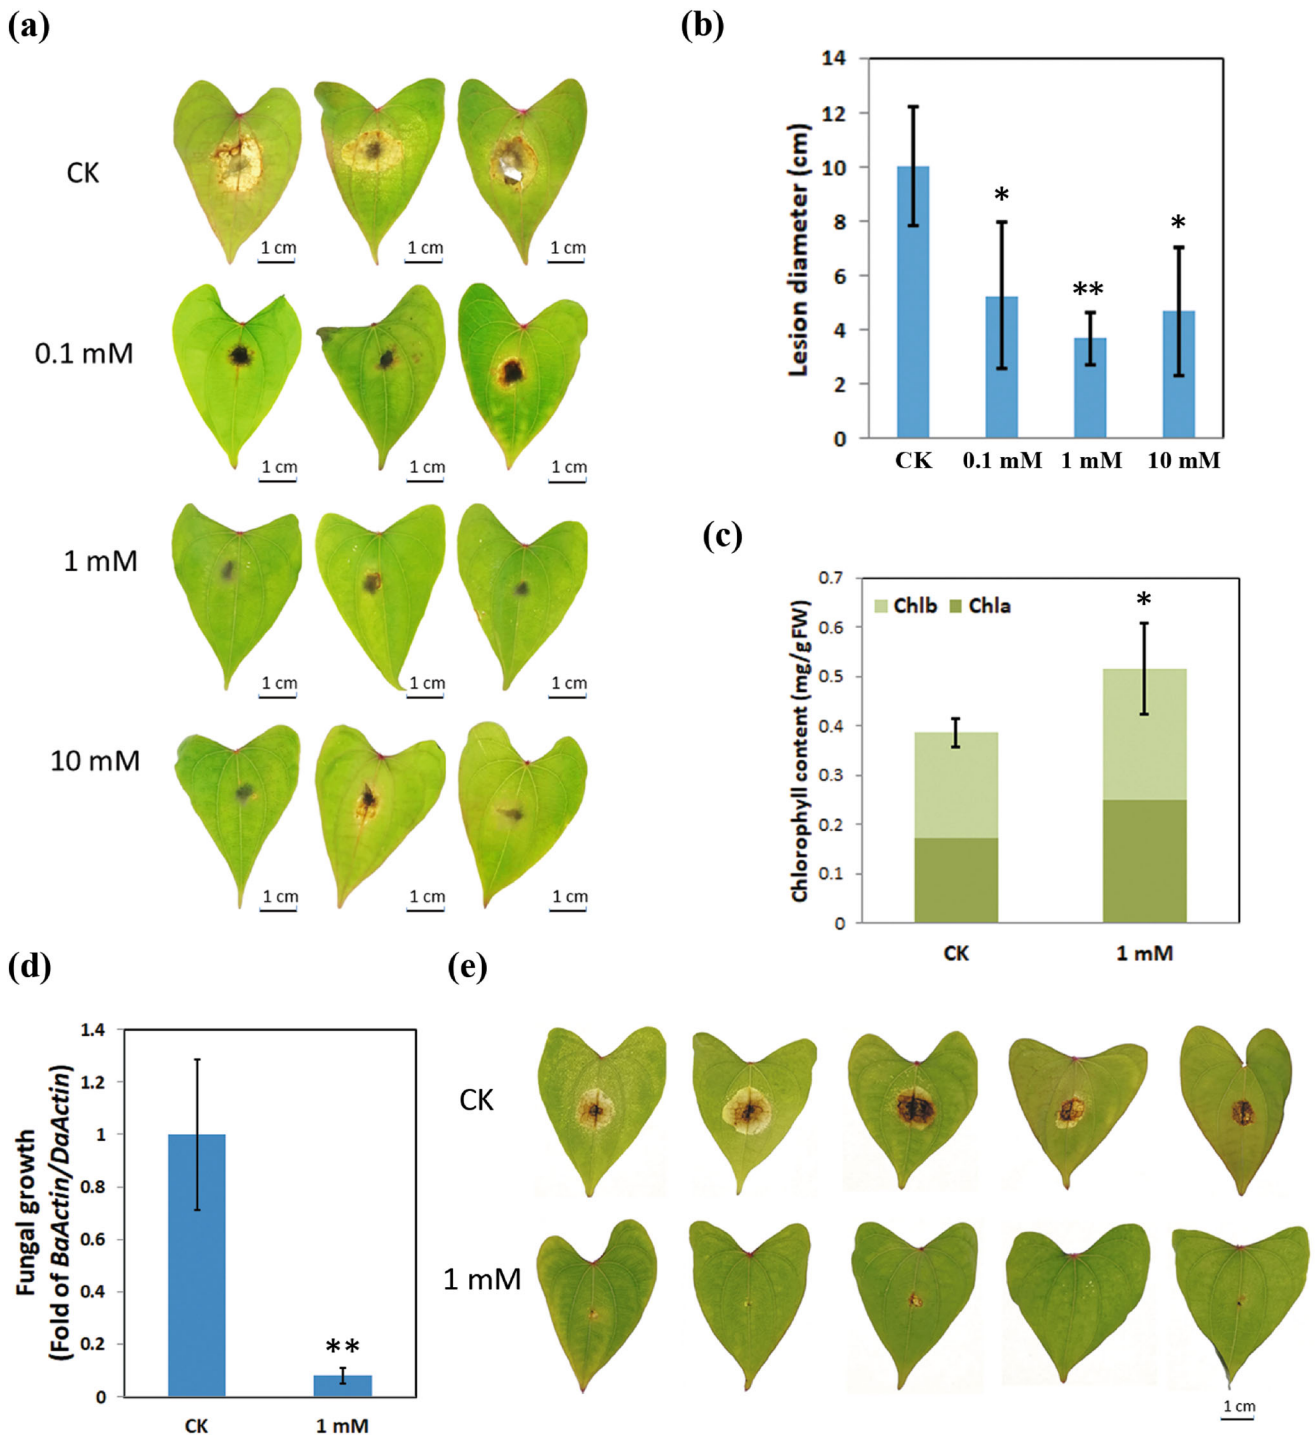 (a)
CK
1 cm 1 cm 1 cm
0.1 mM
1 cm 1 cm 1 cm
1 mM
1 cm 1 cm 1 cm
10 mM
1 cm 1 cm 1 cm
(b)
Lesion diameter (cm)
14
12
10
8
6
4
2
0
*
**
*
CK 0.1 mM 1 mM 10 mM
(c)
Chlorophyll content (mg/gFW)
0.7
0.6
0.5
0.4
0.3
0.2
0.1
0
Chlb Chla
*
CK 1 mM
(d)
Fungal growth
(Fold of BaActin/DaActin)
1.4
1.2
1
0.8
0.6
0.4
0.2
0
**
CK 1 mM
(e)
CK
1 mM
1 cm